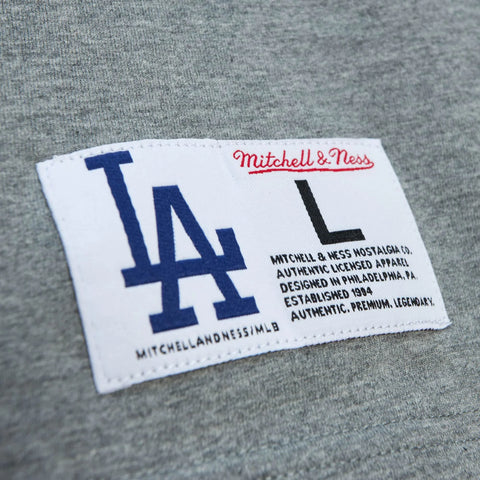 LA
MITCHELLANDNESS/MLB
Mitchell & Ness
L
MITCHELL & NESS NOSTALGIA CO.
AUTHENTIC LICENSED APPAREL
DESIGNED IN PHILADELPHIA, PA.
ESTABLISHED 1904
AUTHENTIC. PREMIUM. LEGENDARY.